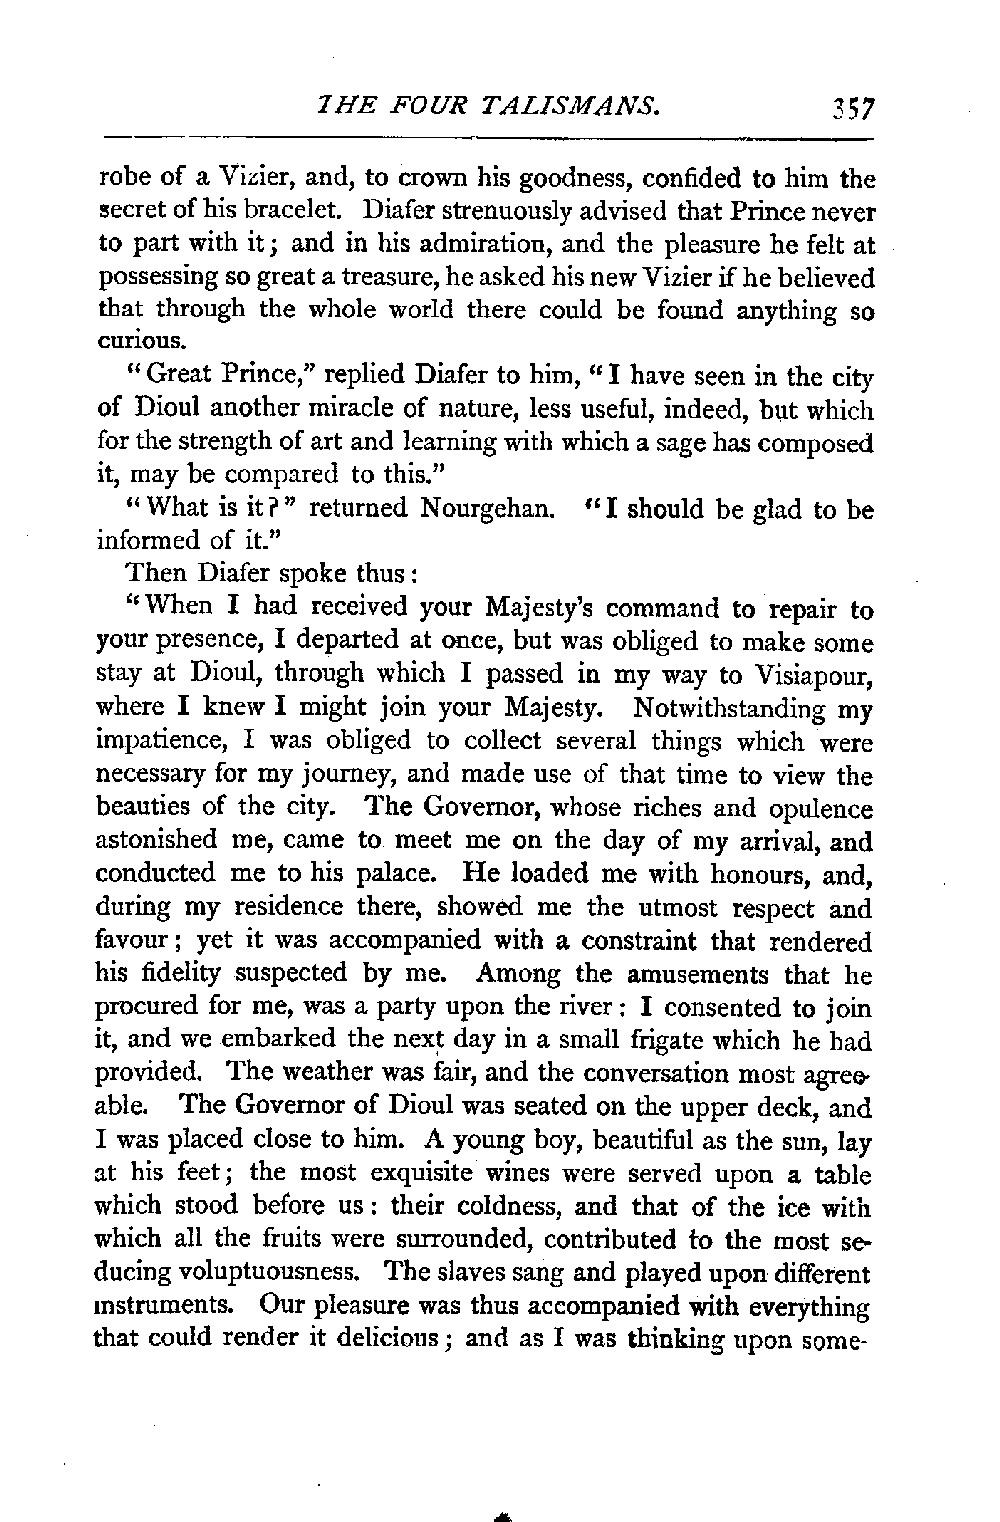 THE FOUR TALISMANS. 357
robe of a Vizier, and, to crown his goodness, confided to him the
secret of his bracelet. Diafer strenuously advised that Prince never
to part with it; and in his admiration, and the pleasure he felt at
possessing so great a treasure, he asked his new Vizier if he believed
that through the whole world there could be found anything so
curious.
"Great Prince," replied Diafer to him, "I have seen in the city
of Dioul another miracle of nature, less useful, indeed, but which
for the strength of art and learning with which a sage has composed
it, may be compared to this."
"What is it?" returned Nourgehan. "I should be glad to be
informed of it."
Then Diafer spoke thus:
"When I had received your Majesty's command to repair to
your presence, I departed at once, but was obliged to make some
stay at Dioul, through which I passed in my way to Visiapour,
where I knew I might join your Majesty. Notwithstanding my
impatience, I was obliged to collect several things which were
necessary for my journey, and made use of that time to view the
beauties of the city. The Governor, whose riches and opulence
astonished me, came to meet me on the day of my arrival, and
conducted me to his palace. He loaded me with honours, and,
during my residence there, showed me the utmost respect and
favour; yet it was accompanied with a constraint that rendered
his fidelity suspected by me. Among the amusements that he
procured for me, was a party upon the river: I consented to join
it, and we embarked the next day in a small frigate which he had
provided. The weather was fair, and the conversation most agree-
able. The Governor of Dioul was seated on the upper deck, and
I was placed close to him. A young boy, beautiful as the sun, lay
at his feet; the most exquisite wines were served upon a table
which stood before us: their coldness, and that of the ice with
which all the fruits were surrounded, contributed to the most se-
ducing voluptuousness. The slaves sang and played upon different
instruments. Our pleasure was thus accompanied with everything
that could render it delicious; and as I was thinking upon some-